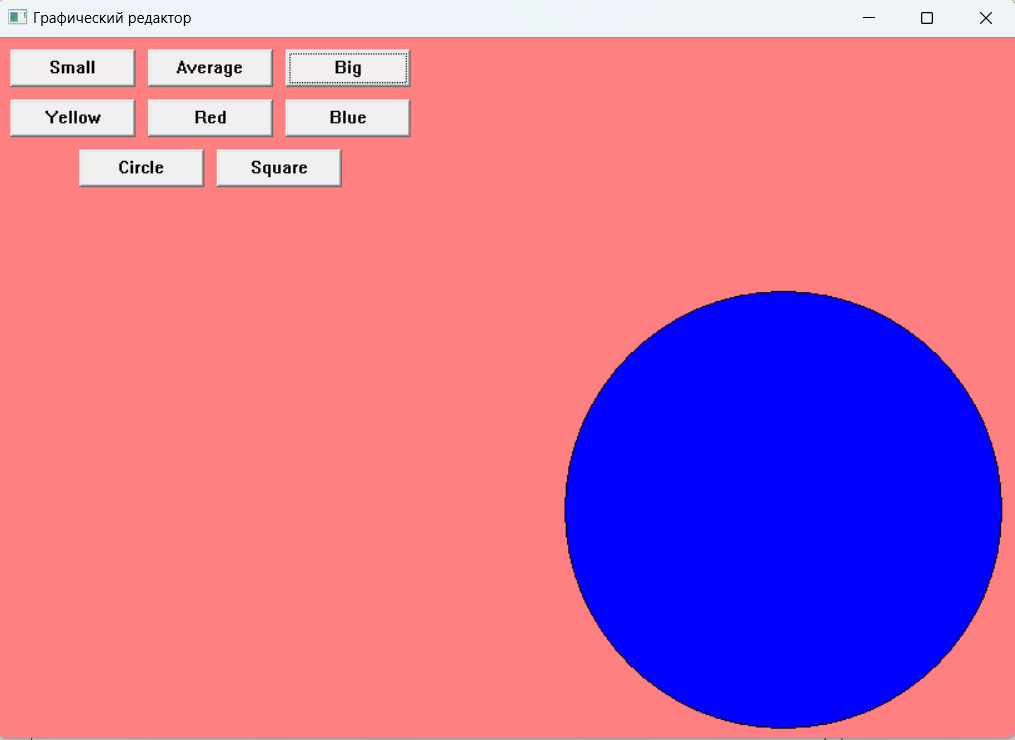 Графический редактор
Small Average Big
Yellow Red Blue
Circle Square